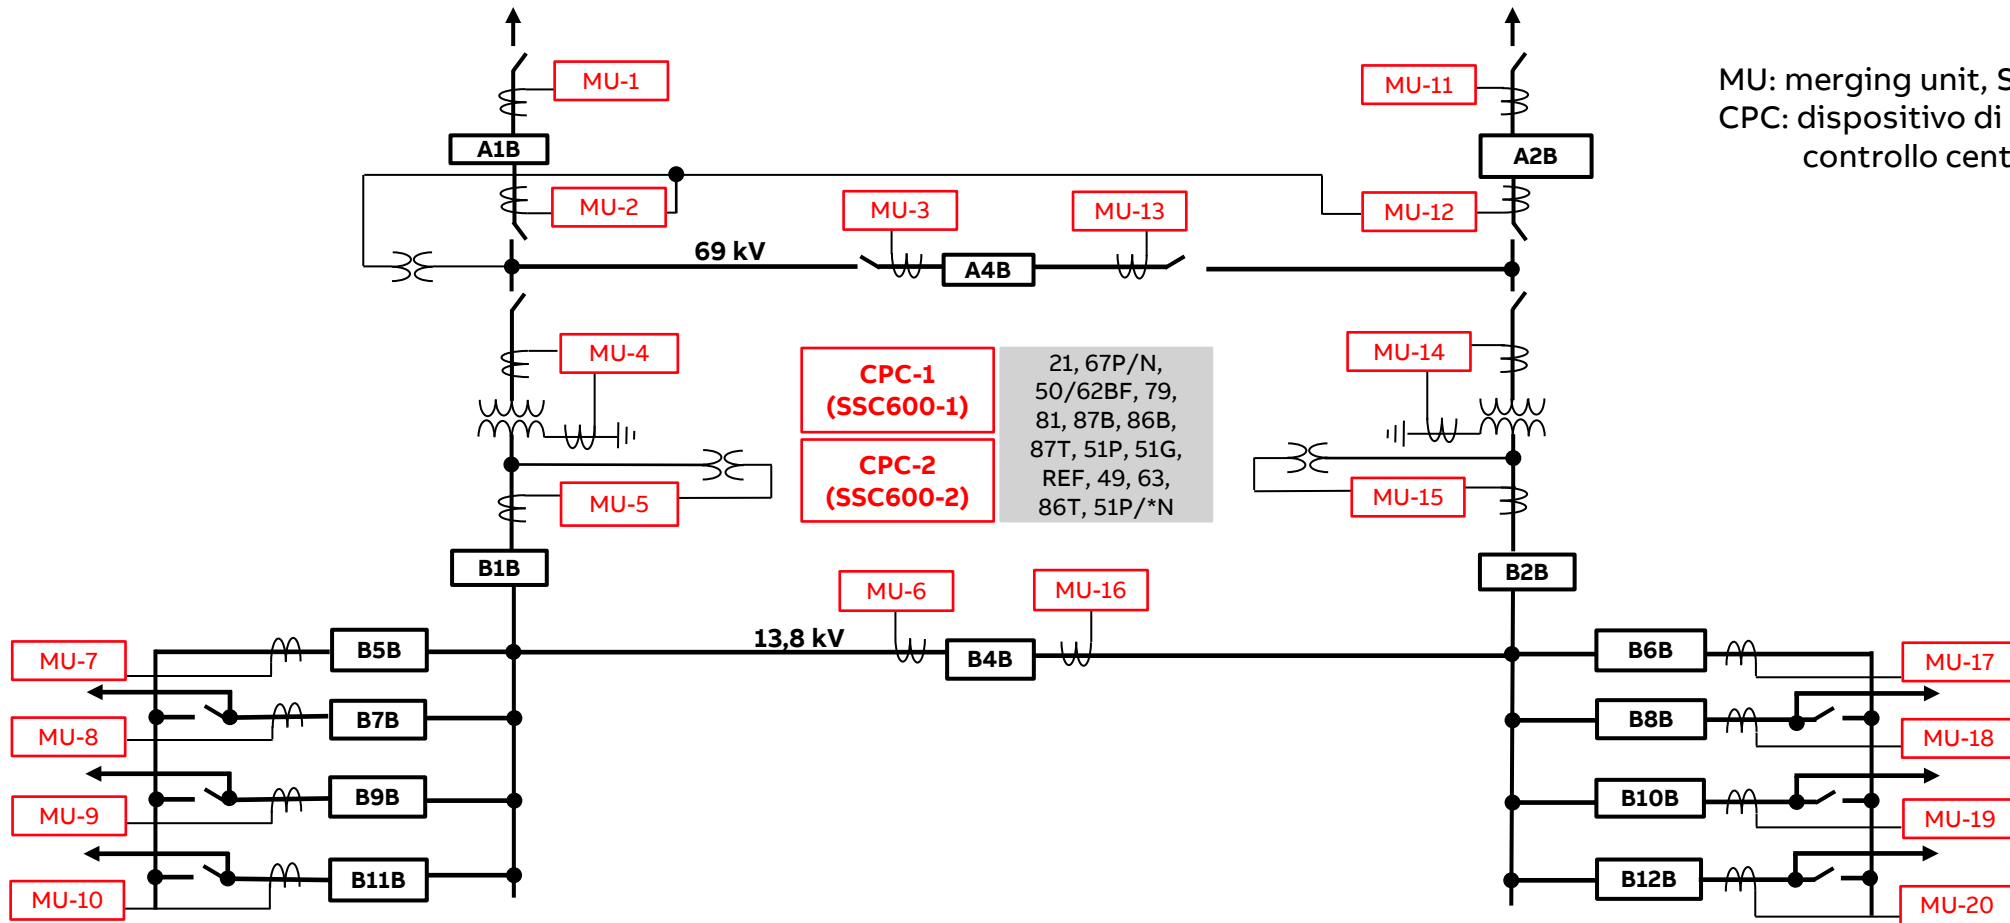 MU-1
MU-11
MU: merging unit, S
CPC: dispositivo di
controllo cent
A1B
A2B
MU-2
MU-3
MU-13
MU-12
69 kV
A4B
MU-4
MU-14
CPC-1
(SSC600-1)
CPC-2
(SSC600-2)
21, 67P/N,
50/62BF, 79,
81, 87B, 86B,
87T, 51P, 51G,
REF, 49, 63,
86T, 51P/*N
MU-5
MU-15
B1B
B2B
MU-6
MU-16
13,8 kV
B4B
MU-7
B5B
B6B
MU-17
MU-8
B7B
B8B
MU-18
MU-9
B9B
B10B
MU-19
MU-10
B11B
B12B
MU-20